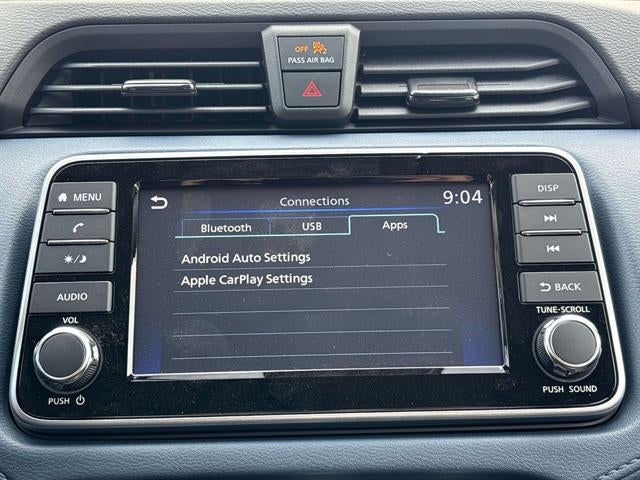 OFF 2
PASS AIR BAG
MENU
AUDIO
VOL
PUSH
Connections
9:04
Bluetooth
USB
Apps
Android Auto Settings
Apple CarPlay Settings
DISP
BACK
TUNE·SCROLL
PUSH SOUND